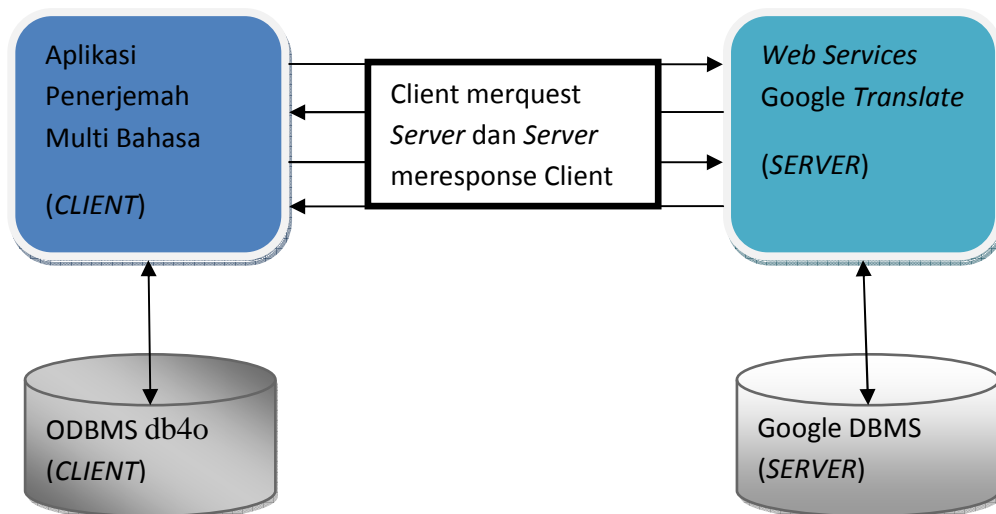 Aplikasi
Penerjemah
Multi Bahasa
(CLIENT)
Client merquest
Server dan Server
meresponse Client
Web Services
Google Translate
(SERVER)
ODBMS db4o
(CLIENT)
Google DBMS
(SERVER)